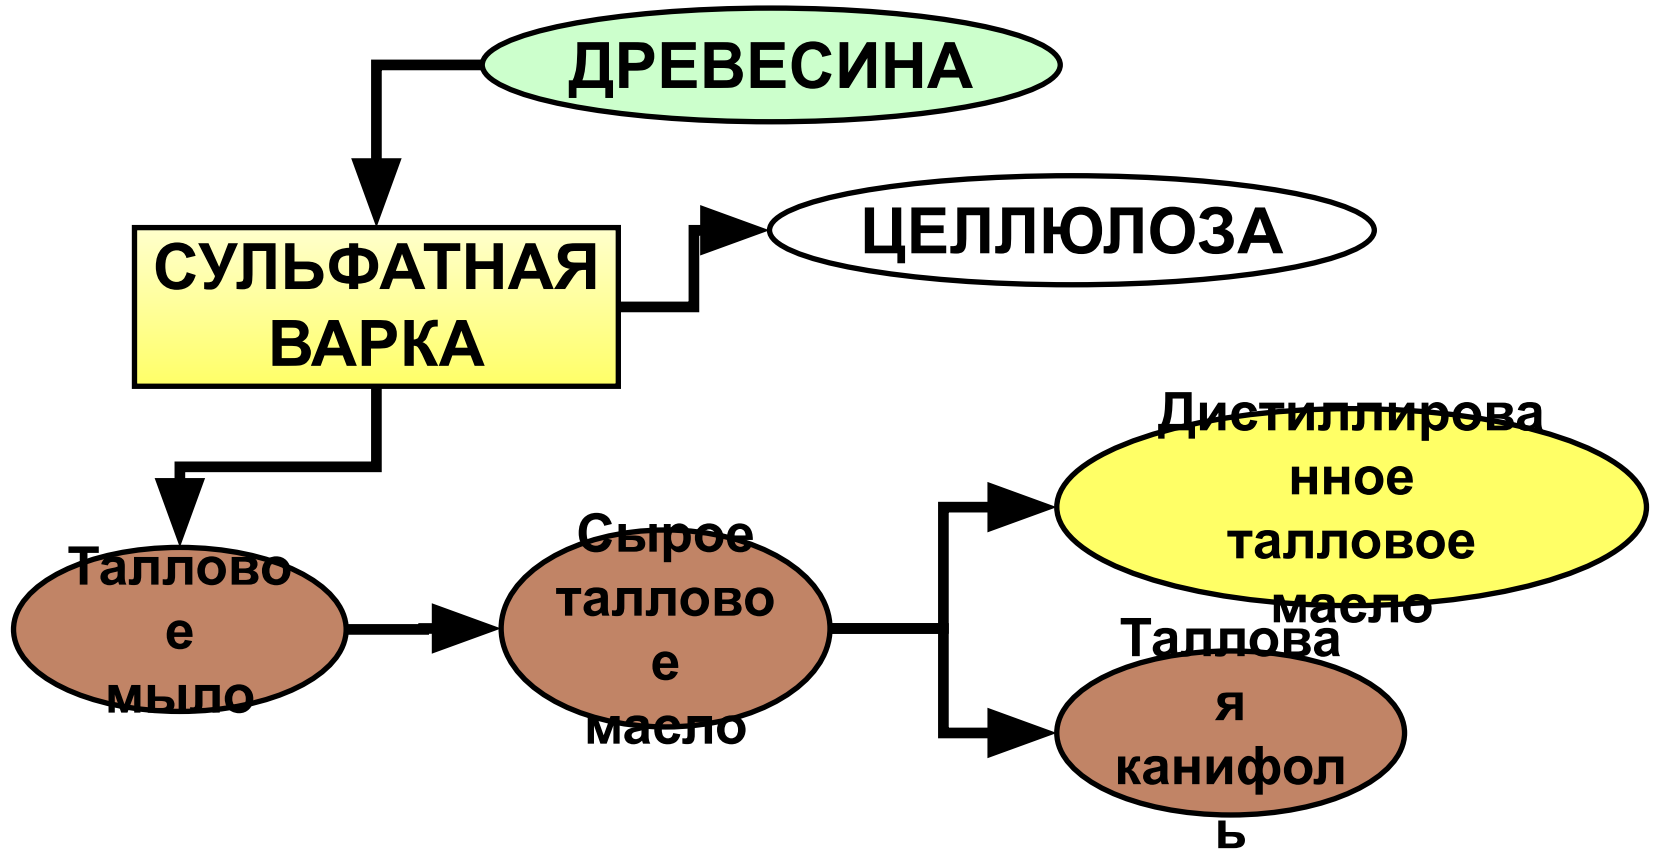 ДРЕВЕСИНА
ЦЕЛЛЮЛОЗА
СУЛЬФАТНАЯ
ВАРКА
Таллово
е
мыло
Сырое
таллово
е
масло
Дистиллирова
нное
талловое
масло
Таллова
я
канифол
ь